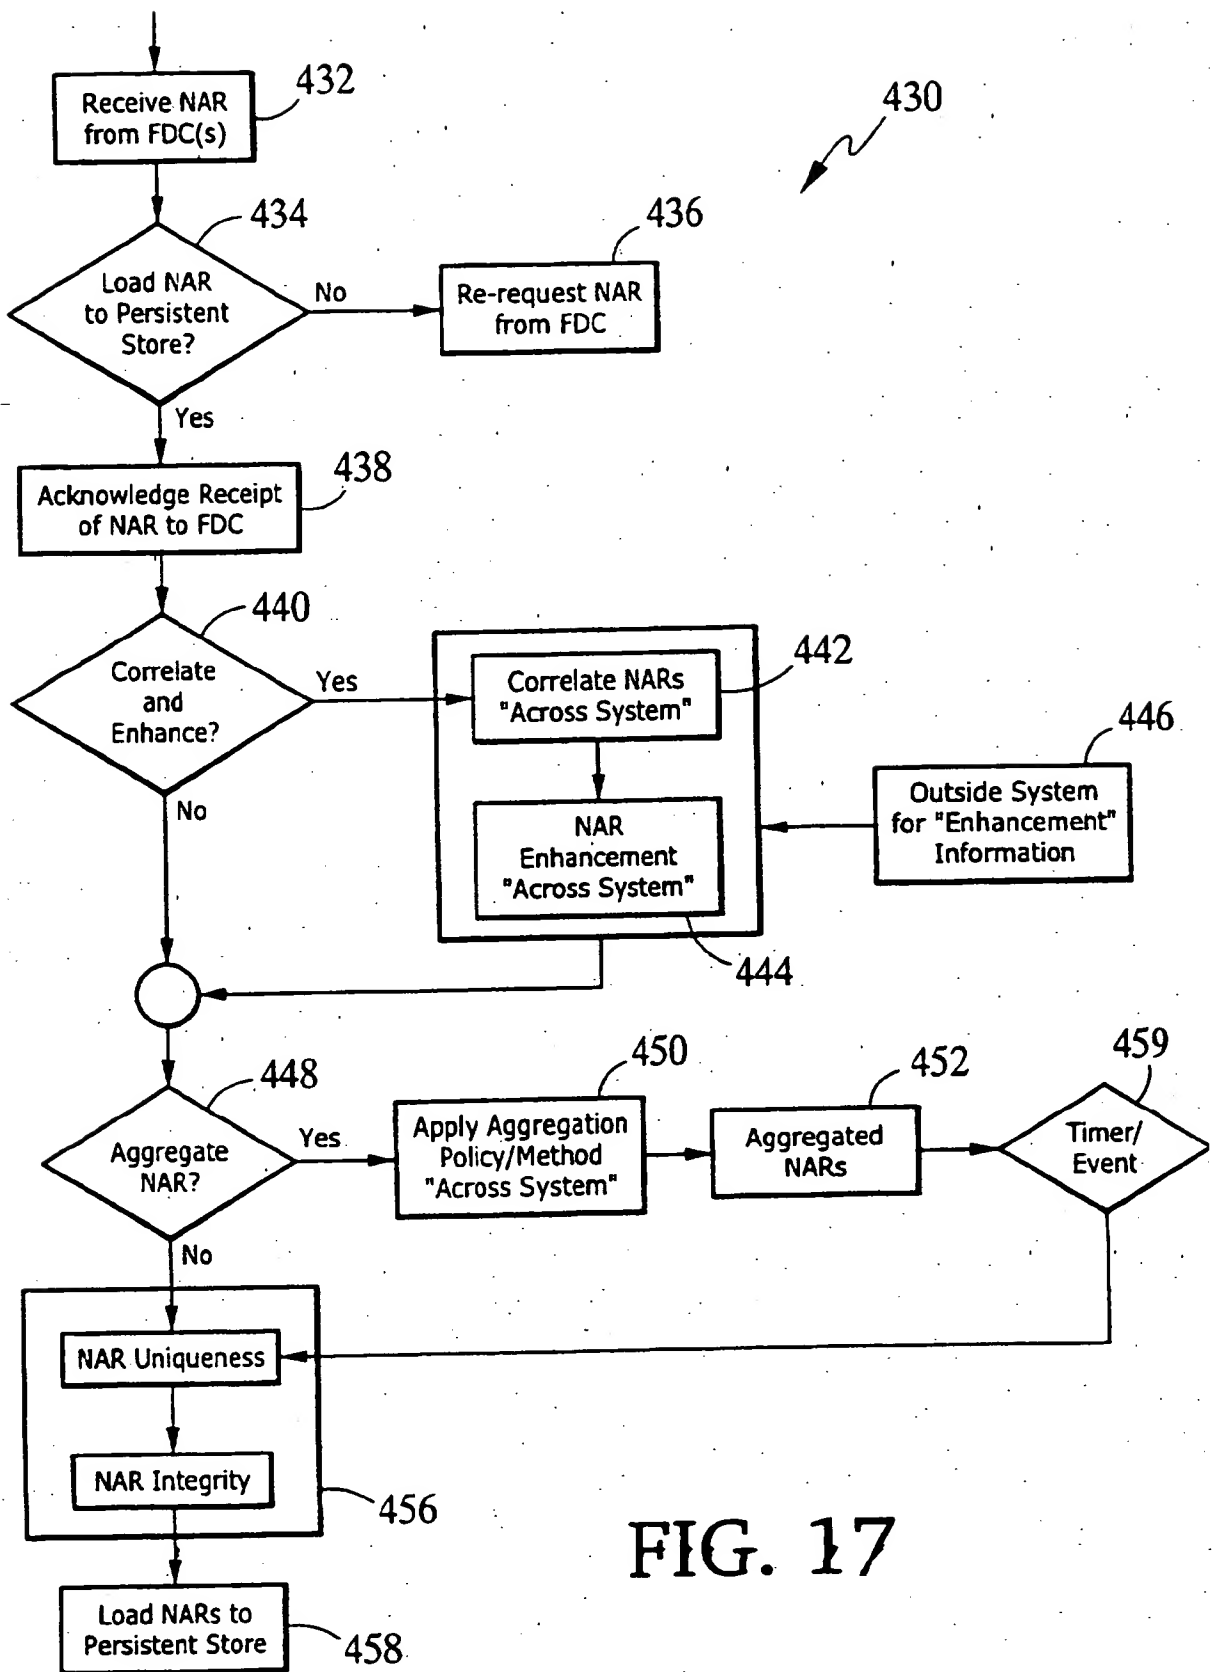 432
Receive NAR
from FDC(s)
430
434
Load NAR
to Persistent
Store?
No
436
Re-request NAR
from FDC
Yes
438
Acknowledge Receipt
of NAR to FDC
440
Correlate
and
Enhance?
Yes
442
Correlate NARs
"Across System"
NAR
Enhancement
"Across System"
444
446
Outside System
for "Enhancement"
Information
No
448
Aggregate
NAR?
Yes
450
Apply Aggregation
Policy/Method
"Across System"
452
Aggregated
NARs
459
Timer/
Event
No
NAR Uniqueness
NAR Integrity
456
Load NARs to
Persistent Store
458
FIG. 17